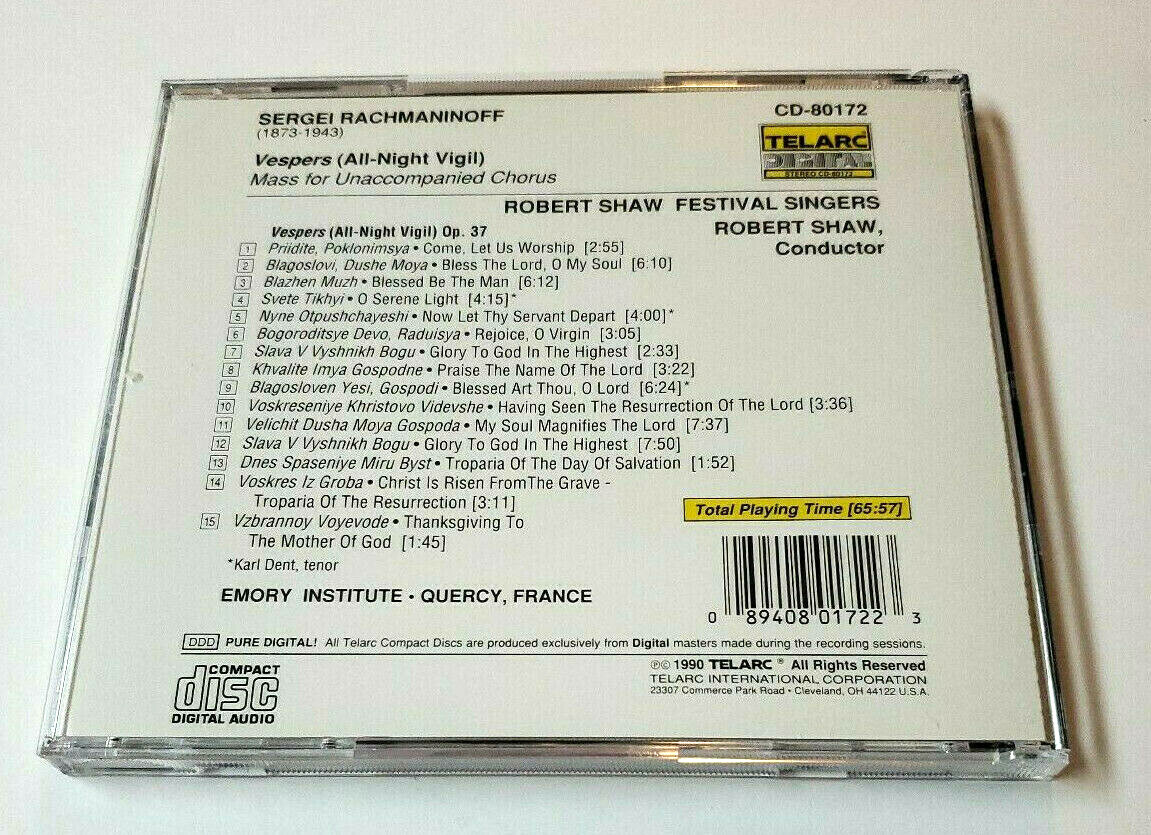 SERGEI RACHMANINOFF
(1873-1943)
Vespers (All-Night Vigil)
Mass for Unaccompanied Chorus
CD-80172
TELARC
DIGITAL
STEREO CD-80172
ROBERT SHAW FESTIVAL SINGERS
ROBERT SHAW,
Conductor
Vespers (All-Night Vigil) Op. 37
1 Priidite, Poklonimsya • Come, Let Us Worship [2:55]
2 Blagoslovi, Dushe Moya • Bless The Lord, O My Soul [6:10]
3 Blazhen Muzh • Blessed Be The Man [6:12]
4 Svete Tikhyi • O Serene Light [4:15]*
5 Nyne Otpushchayeshi • Now Let Thy Servant Depart [4:00]*
6 Bogoroditsye Devo, Raduisya • Rejoice, O Virgin [3:05]
7 Slava V Vyshnikh Bogu • Glory To God In The Highest [2:33]
8 Khvalite Imya Gospodne • Praise The Name Of The Lord [3:22]
9 Blagosloven Yesi, Gospodi • Blessed Art Thou, O Lord [6:24]*
10 Voskreseniye Khristovo Videvshe • Having Seen The Resurrection Of The Lord [3:36]
11 Velichit Dusha Moya Gospoda • My Soul Magnifies The Lord [7:37]
12 Slava V Vyshnikh Bogu • Glory To God In The Highest [7:50]
13 Dnes Spaseniye Miru Byst • Troparia Of The Day Of Salvation [1:52]
14 Voskres Iz Groba • Christ Is Risen FromThe Grave -
Troparia Of The Resurrection [3:11]
15 Vzbrannoy Voyevode • Thanksgiving To
The Mother Of God [1:45]
*Karl Dent, tenor
Total Playing Time [65:57]
EMORY INSTITUTE • QUERCY, FRANCE
0 89408 01722 3
DDD PURE DIGITAL! All Telarc Compact Discs are produced exclusively from Digital masters made during the recording sessions.
COMPACT
disc
DIGITAL AUDIO
℗© 1990 TELARC ® All Rights Reserved
TELARC INTERNATIONAL CORPORATION
23307 Commerce Park Road • Cleveland, OH 44122 U.S.A.